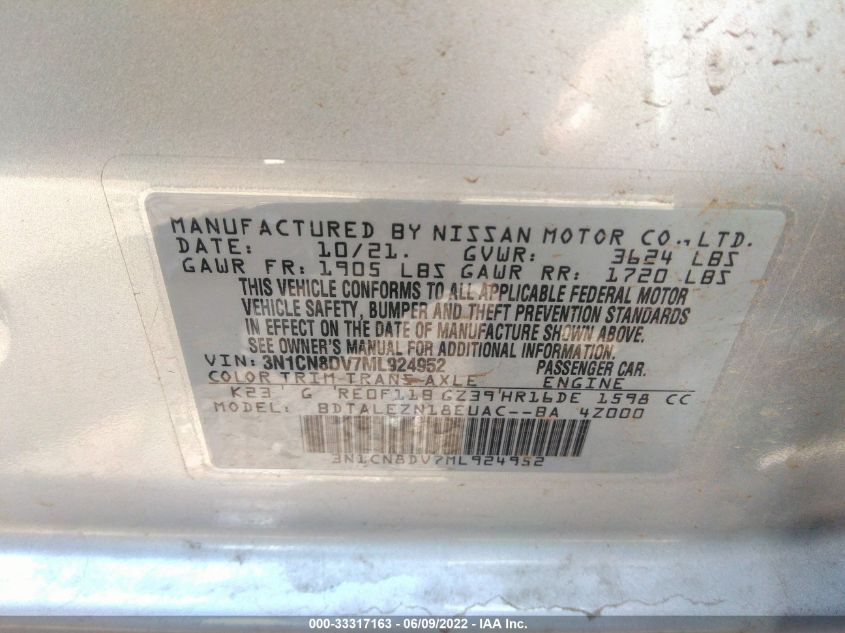 MANUFACTURED BY NISSAN MOTOR CO.,LTD.
DATE: 10/21. GVWR: 3624 LBS
GAWR FR: 1905 LBS GAWR RR: 1720 LBS
THIS VEHICLE CONFORMS TO ALL APPLICABLE FEDERAL MOTOR
VEHICLE SAFETY, BUMPER AND THEFT PREVENTION STANDARDS
IN EFFECT ON THE DATE OF MANUFACTURE SHOWN ABOVE.
SEE OWNER'S MANUAL FOR MORE INFORMATION.
VIN: 3N1CN8DV7ML924952 PASSENGER CAR.
COLOR TRIM-TRANS-AXLE ENGINE
K23 G RE0F11B GZ39 HR16DE 1598 CC
BDTALEZN18EUAC--BA 4Z000
3N1CN8DV7ML924952
000-33317163 - 06/09/2022 - IAA Inc.